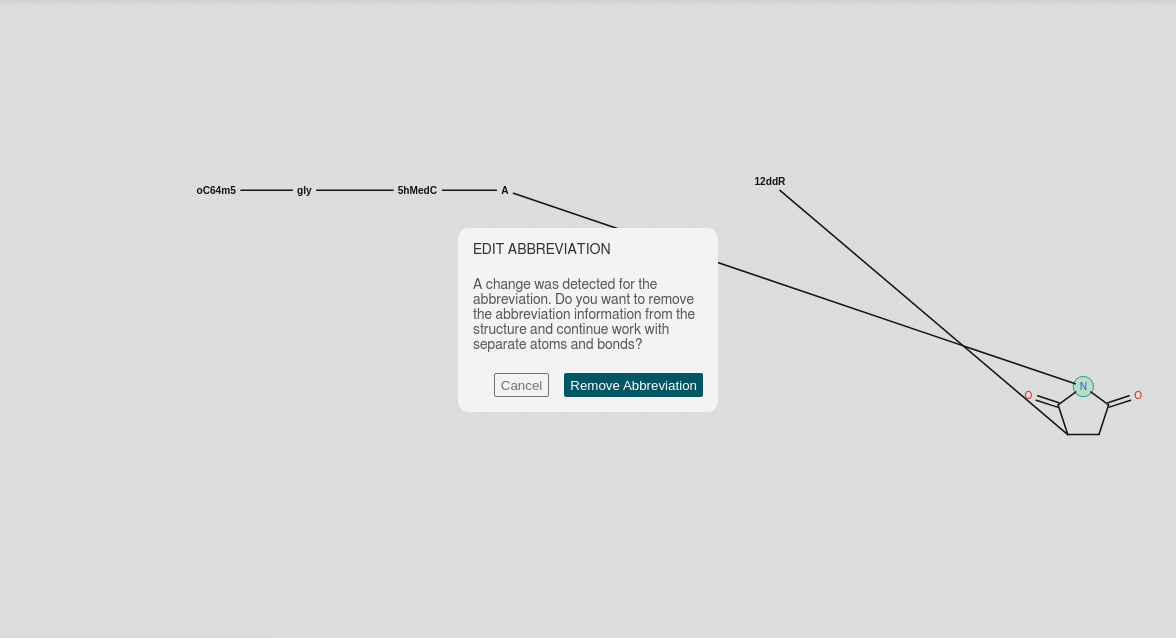 12ddR
oC64m5 gly 5hMedC A
EDIT ABBREVIATION
A change was detected for the
abbreviation. Do you want to remove
the abbreviation information from the
structure and continue work with
separate atoms and bonds?
Cancel Remove Abbreviation
N
O O